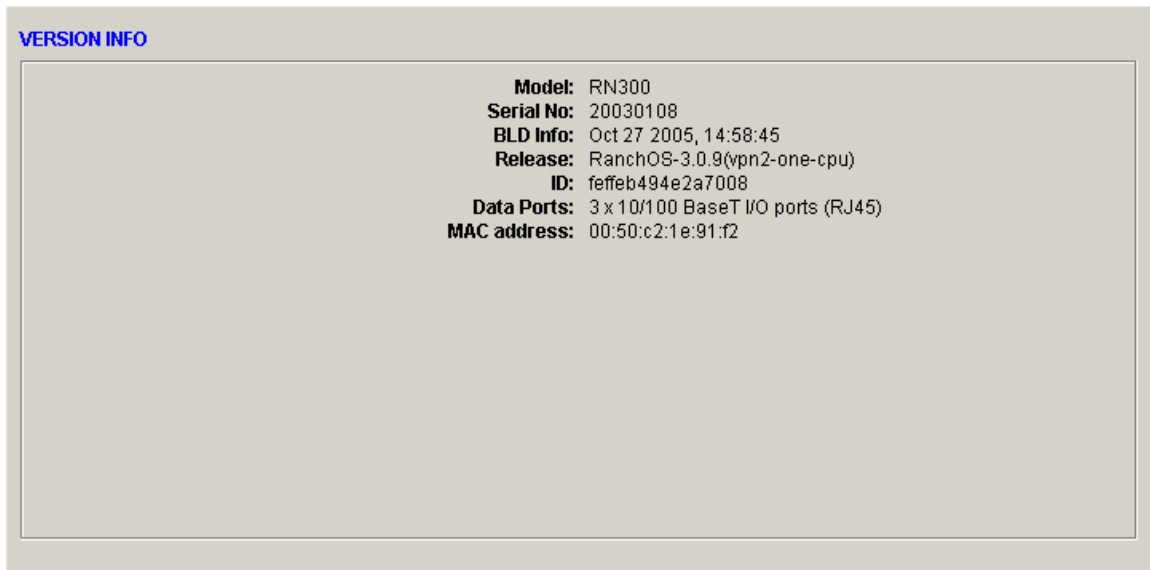 VERSION INFO
Model: RN300
Serial No: 20030108
BLD Info: Oct 27 2005, 14:58:45
Release: RanchOS-3.0.9(vpn2-one-cpu)
ID: feffeb494e2a7008
Data Ports: 3 x 10/100 BaseT I/O ports (RJ45)
MAC address: 00:50:c2:1e:91:f2